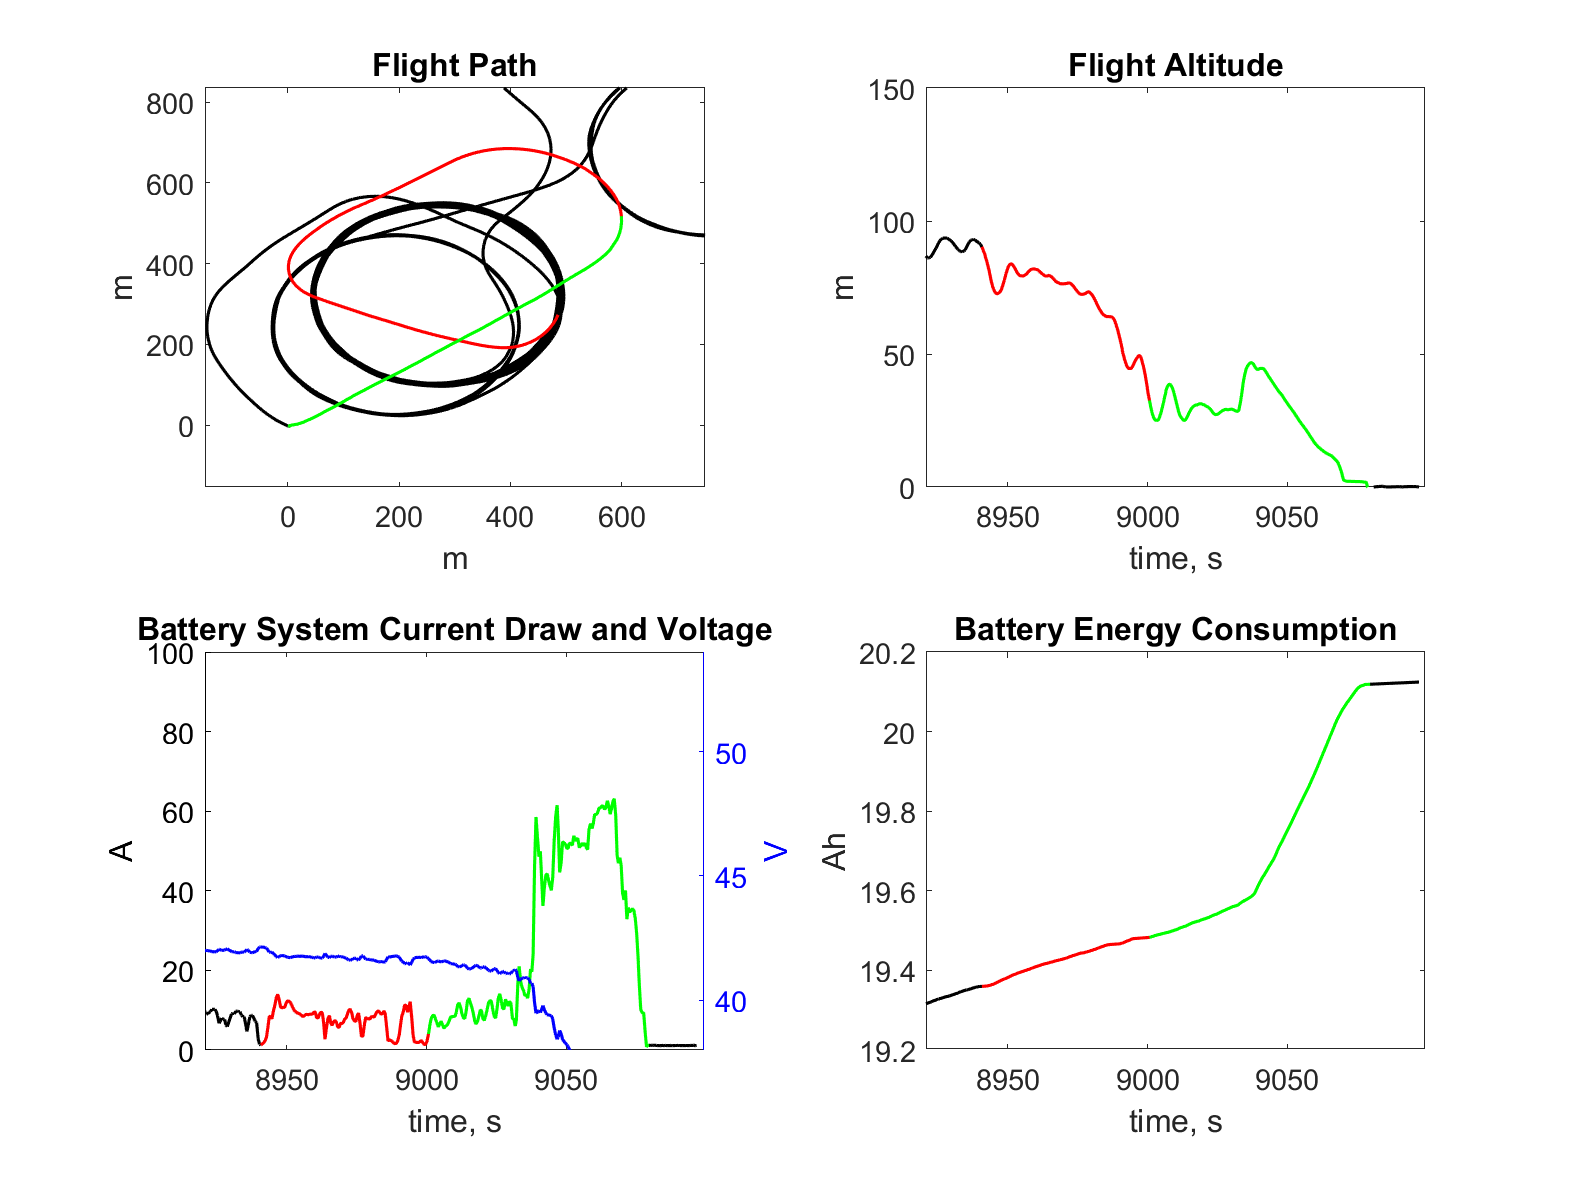 Flight Path
800
600
400
200
0
m
0 200 400 600
m
Flight Altitude
150
100
50
0
m
8950 9000 9050
time, s
Battery System Current Draw and Voltage
100
80
60
40
20
0
A
50
45
40
V
8950 9000 9050
time, s
Battery Energy Consumption
20.2
20
19.8
19.6
19.4
19.2
Ah
8950 9000 9050
time, s